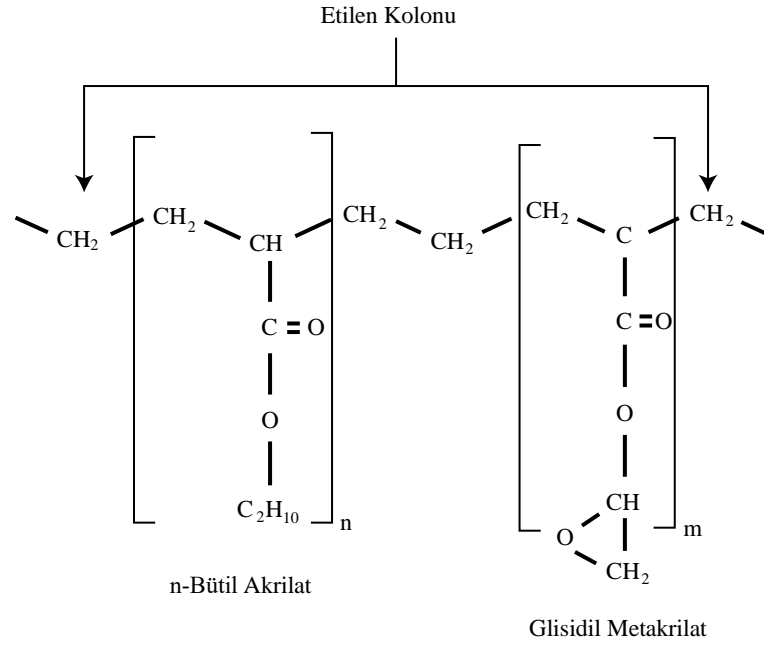 Etilen Kolonu
CH₂ CH₂ CH CH₂ CH₂ CH₂ C CH₂
C = O C = O
O O
C₂H₁₀ n CH m
O
CH₂
n-Bütil Akrilat
Glisidil Metakrilat